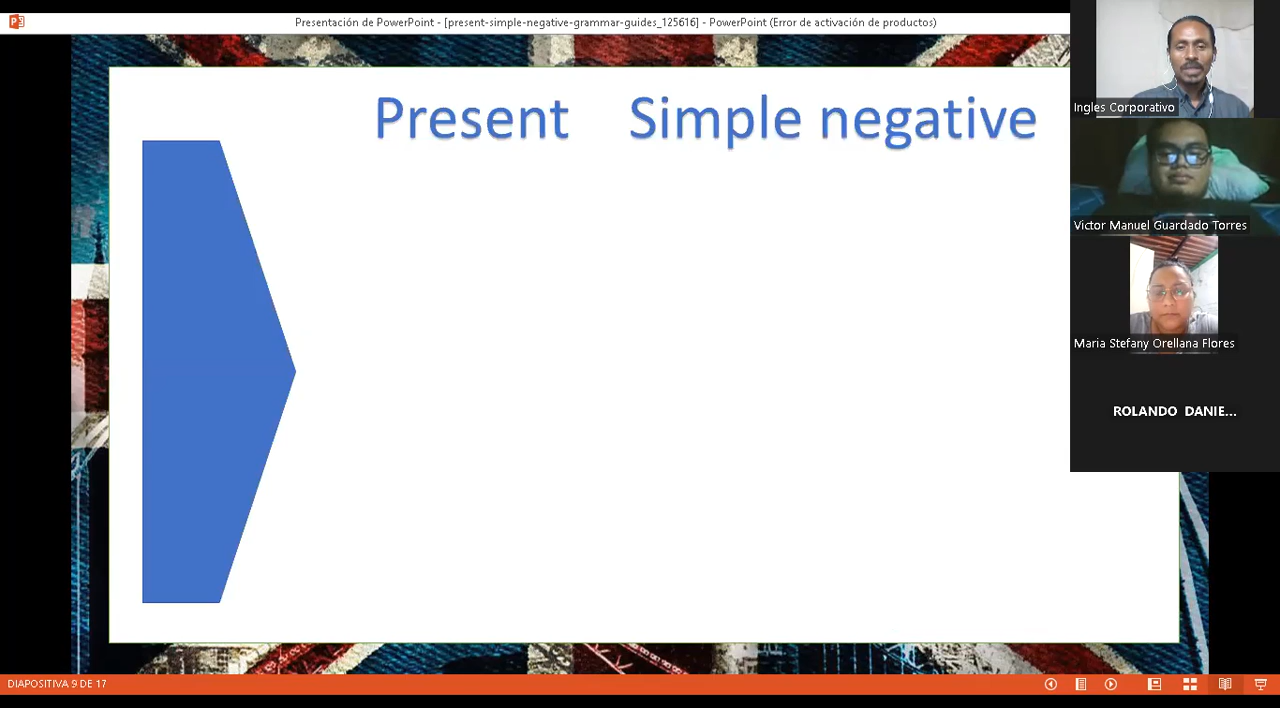 Presentación de PowerPoint - [present-simple-negative-grammar-guides_125616] - PowerPoint (Error de activación de productos)
Present Simple negative
Ingles Corporativo
Victor Manuel Guardado Torres
Maria Stefany Orellana Flores
ROLANDO DANIE...
DIAPOSITIVA 9 DE 17